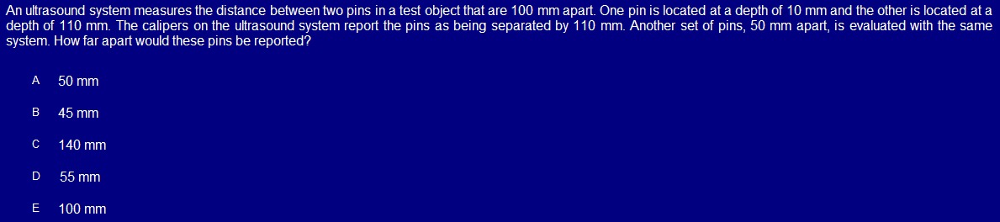 An ultrasound system measures the distance between two pins in a test object that are 100 mm apart. One pin is located at a depth of 10 mm and the other is located at a
depth of 110 mm. The calipers on the ultrasound system report the pins as being separated by 110 mm. Another set of pins, 50 mm apart, is evaluated with the same
system. How far apart would these pins be reported?
A 50 mm
B 45 mm
C 140 mm
D 55 mm
E 100 mm